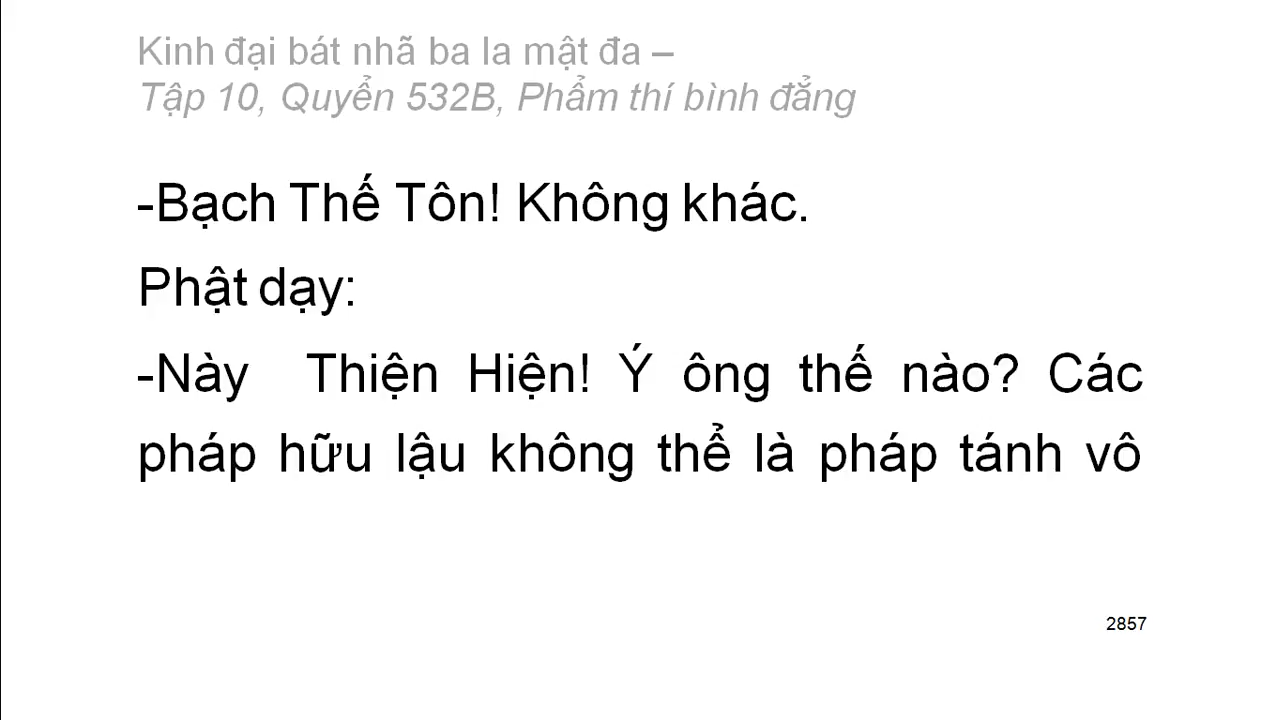 Kinh đại bát nhã ba la mật đa –
Tập 10, Quyển 532B, Phẩm thí bình đẳng
-Bạch Thế Tôn! Không khác.
Phật dạy:
-Này Thiện Hiện! Ý ông thế nào? Các
pháp hữu lậu không thể là pháp tánh vô
2857